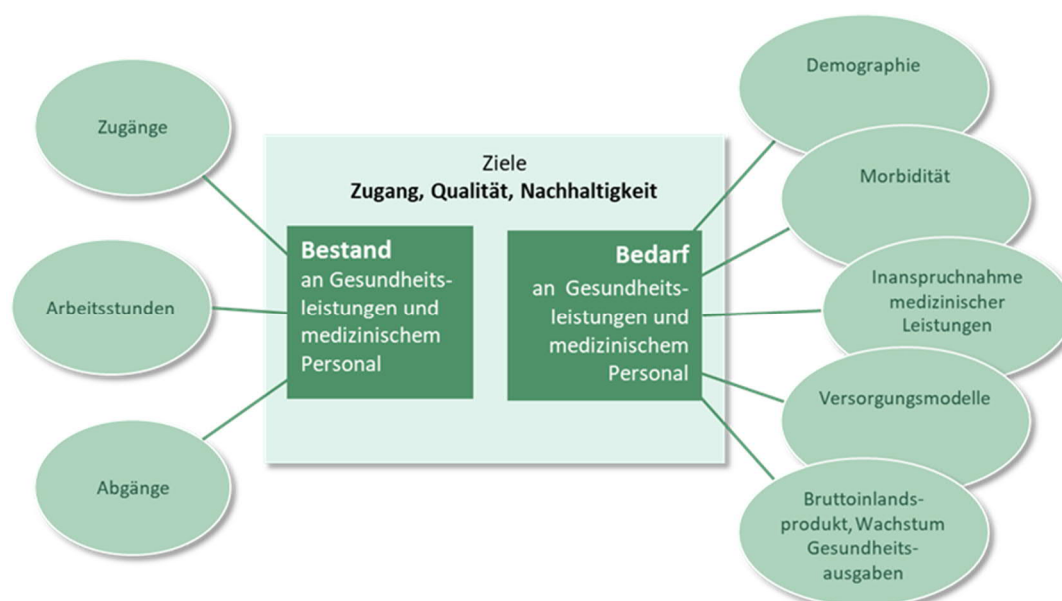 Zugänge
Arbeitsstunden
Abgänge
Ziele
Zugang, Qualität, Nachhaltigkeit
Bestand
an Gesundheits-
leistungen und
medizinischem
Personal
Bedarf
an Gesundheits-
leistungen und
medizinischem
Personal
Demographie
Morbidität
Inanspruchnahme
medizinischer
Leistungen
Versorgungsmodelle
Bruttoinlands-
produkt, Wachstum
Gesundheits-
ausgaben